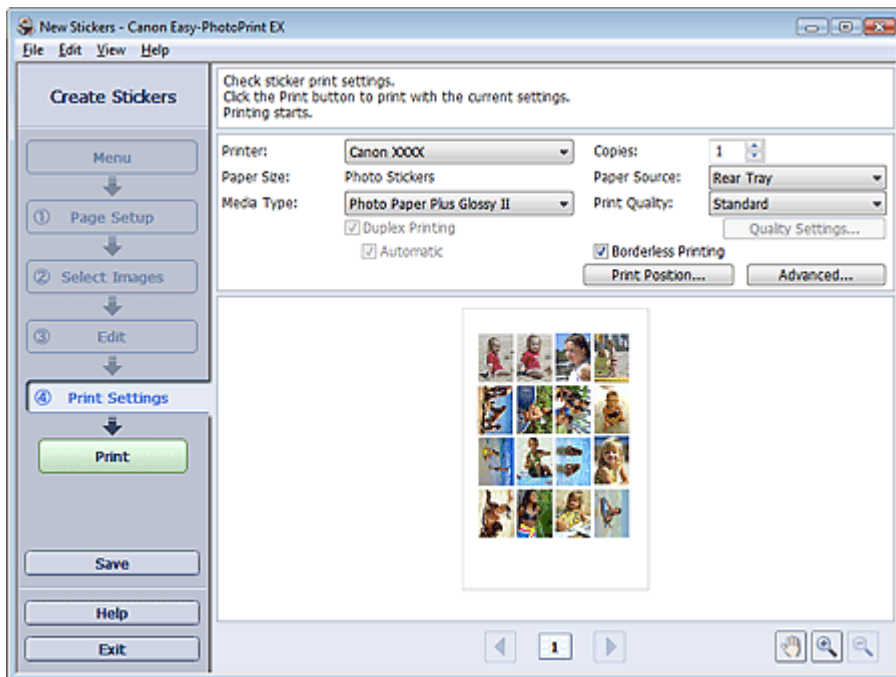 New Stickers - Canon Easy-PhotoPrint EX
File Edit View Help
Create Stickers
Menu
① Page Setup
② Select Images
③ Edit
④ Print Settings
Print
Save
Help
Exit
Check sticker print settings.
Click the Print button to print with the current settings.
Printing starts.
Printer: Canon XXXX Copies: 1
Paper Size: Photo Stickers Paper Source: Rear Tray
Media Type: Photo Paper Plus Glossy II Print Quality: Standard
Duplex Printing Quality Settings...
Automatic Borderless Printing
Print Position... Advanced...
1